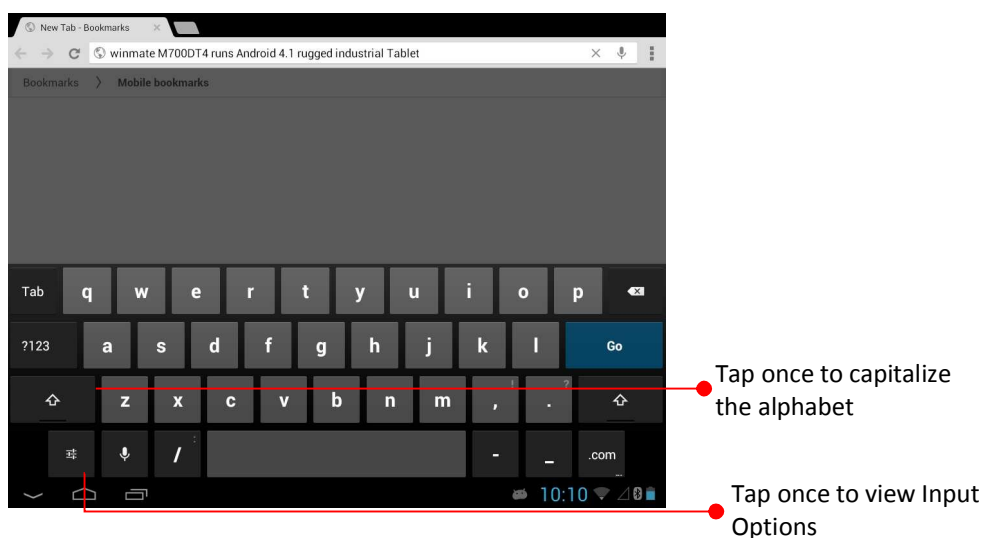 New Tab - Bookmarks
winmate M700DT4 runs Android 4.1 rugged industrial Tablet
Bookmarks Mobile bookmarks
Tab q w e r t y u i o p
?123 a s d f g h j k l Go
! ?
z x c v b n m , .
Tap once to capitalize
the alphabet
:
/ - _ .com
...
10:10
Tap once to view Input
Options